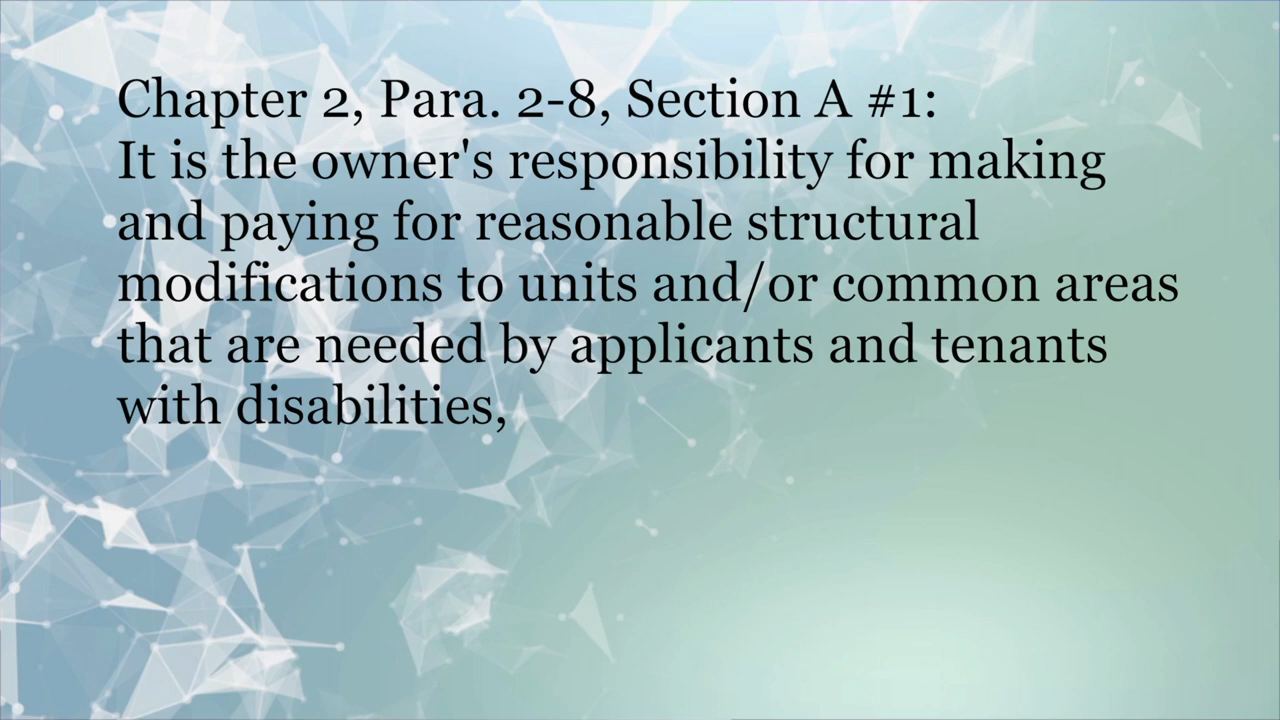 Chapter 2, Para. 2-8, Section A #1:
It is the owner's responsibility for making
and paying for reasonable structural
modifications to units and/or common areas
that are needed by applicants and tenants
with disabilities,